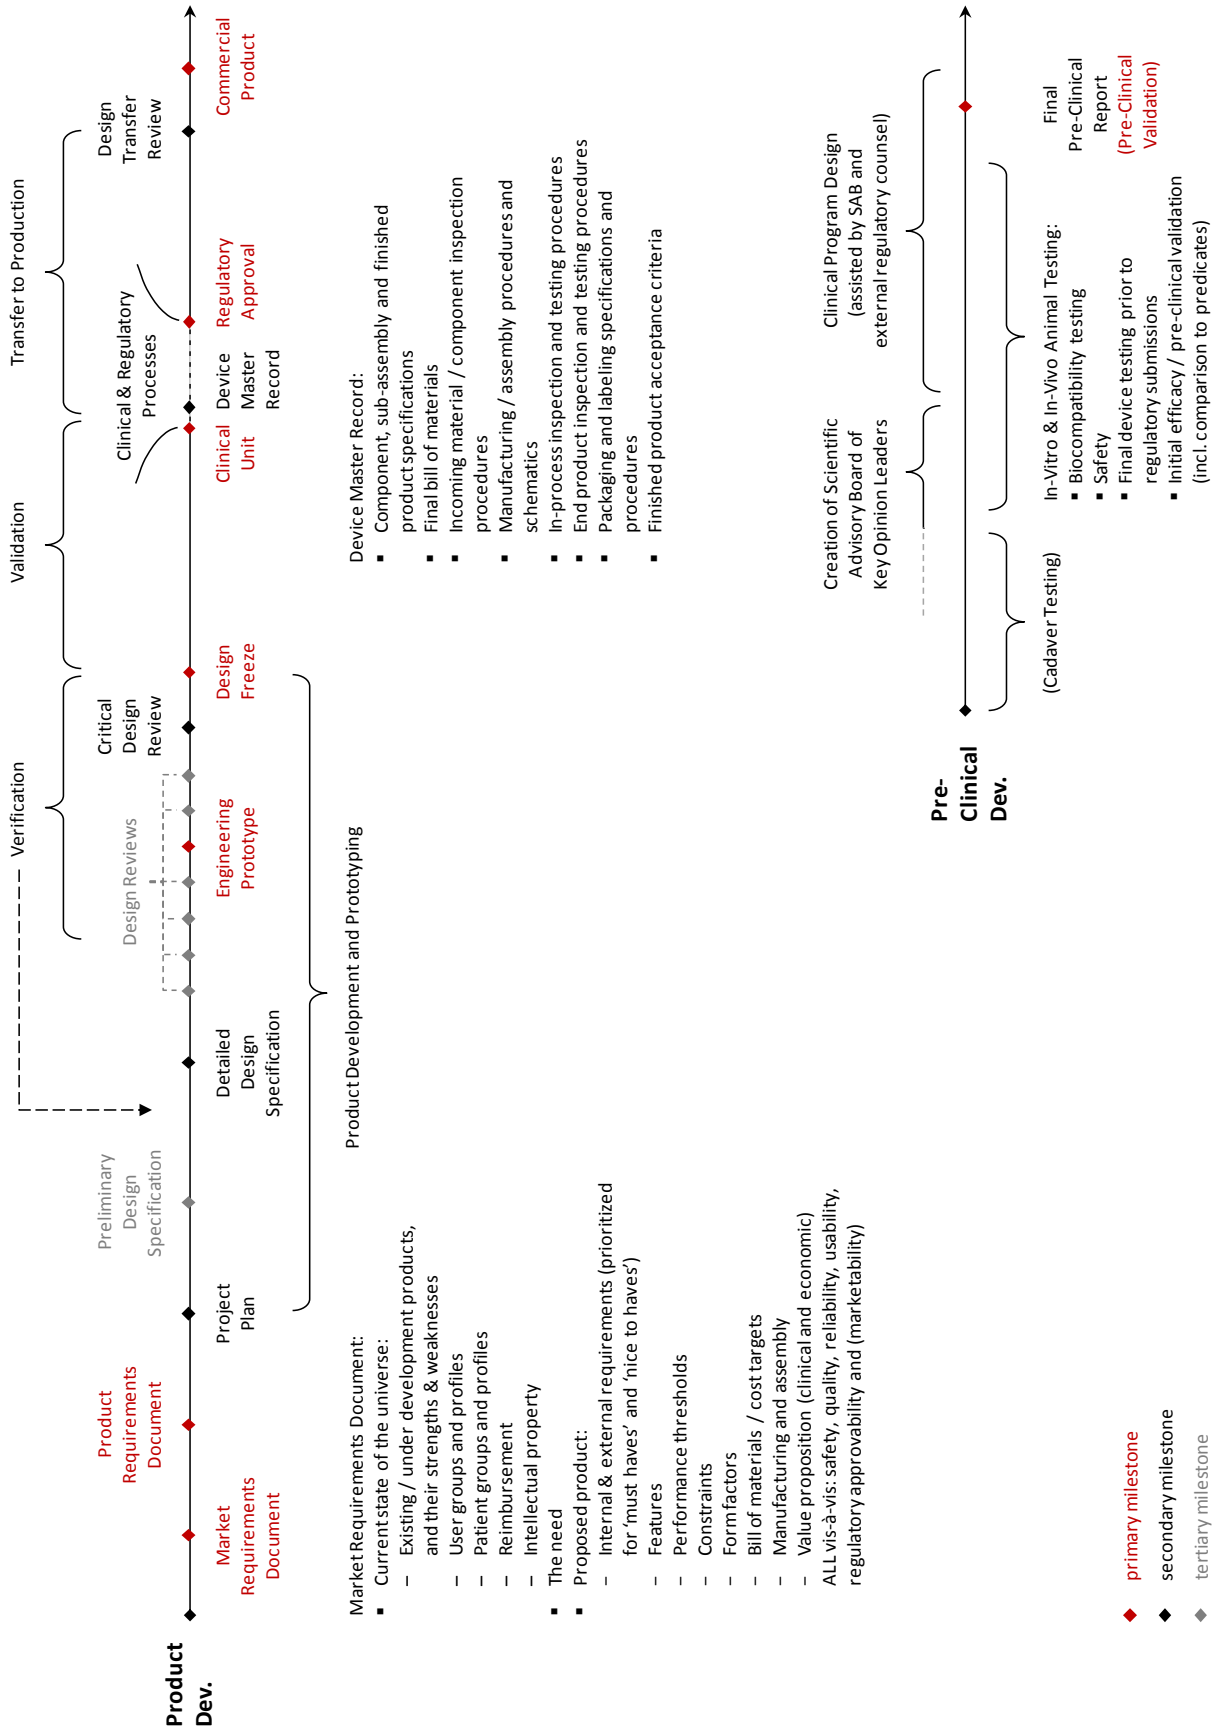 Verification
Validation
Transfer to Production
Preliminary
Design
Specification
Design Reviews
Critical
Design
Review
Clinical & Regulatory
Processes
Design
Transfer
Review
Product
Requirements
Document
Product
Dev.
Market
Requirements
Document
Project
Plan
Detailed
Design
Specification
Engineering
Prototype
Design
Freeze
Clinical
Unit
Device
Master
Record
Regulatory
Approval
Commercial
Product
Product Development and Prototyping
Market Requirements Document:
▪ Current state of the universe:
– Existing / under development products,
and their strengths & weaknesses
– User groups and profiles
– Patient groups and profiles
– Reimbursement
– Intellectual property
▪ The need
▪ Proposed product:
– Internal & external requirements (prioritized
for ‘must haves’ and ‘nice to haves’)
– Features
– Performance thresholds
– Constraints
– Form factors
– Bill of materials / cost targets
– Manufacturing and assembly
– Value proposition (clinical and economic)
ALL vis-à-vis: safety, quality, reliability, usability,
regulatory approvability and (marketability)
Device Master Record:
▪ Component, sub-assembly and finished
product specifications
▪ Final bill of materials
▪ Incoming material / component inspection
procedures
▪ Manufacturing / assembly procedures and
schematics
▪ In-process inspection and testing procedures
▪ End product inspection and testing procedures
▪ Packaging and labeling specifications and
procedures
▪ Finished product acceptance criteria
Creation of Scientific
Advisory Board of
Key Opinion Leaders
Clinical Program Design
(assisted by SAB and
external regulatory counsel)
Pre-
Clinical
Dev.
(Cadaver Testing)
In-Vitro & In-Vivo Animal Testing:
▪ Biocompatibility testing
▪ Safety
▪ Final device testing prior to
regulatory submissions
▪ Initial efficacy / pre-clinical validation
(incl. comparison to predicates)
Final
Pre-Clinical
Report
(Pre-Clinical
Validation)
primary milestone
secondary milestone
tertiary milestone